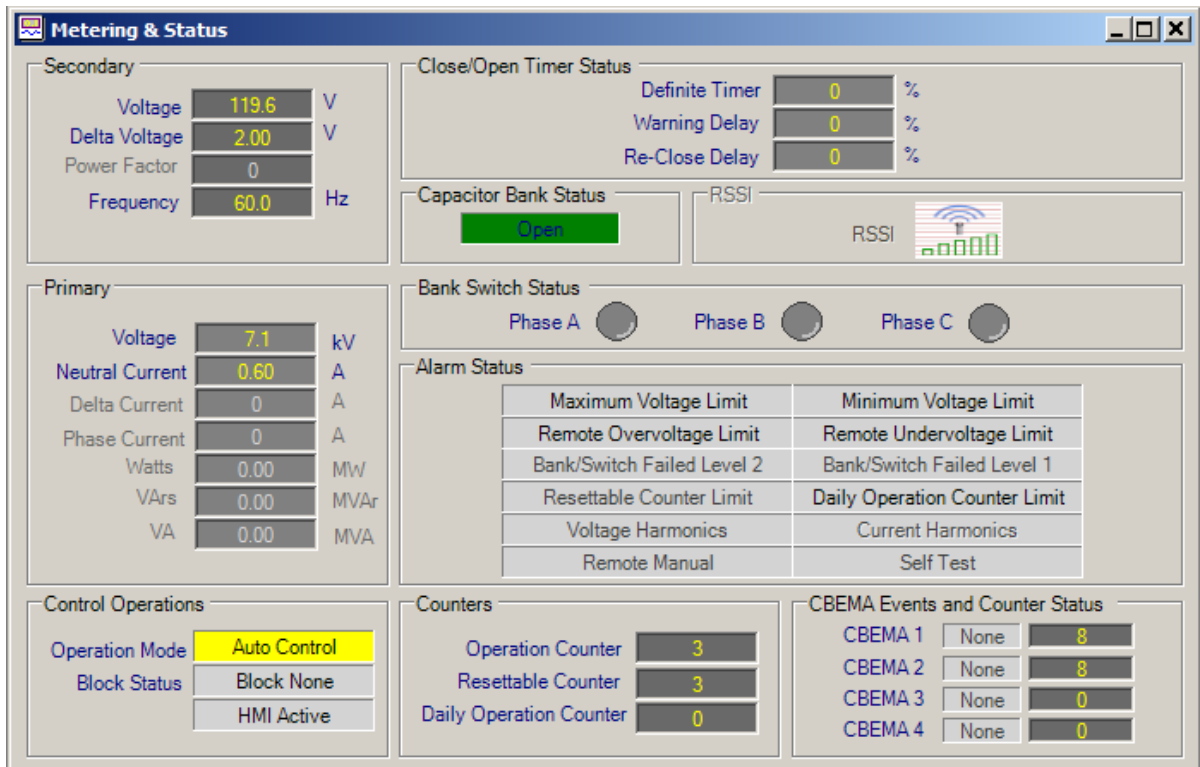 Metering & Status
Secondary
Voltage 119.6 V
Delta Voltage 2.00 V
Power Factor 0
Frequency 60.0 Hz
Close/Open Timer Status
Definite Timer 0 %
Warning Delay 0 %
Re-Close Delay 0 %
Capacitor Bank Status
Open
RSSI
RSSI
Primary
Voltage 7.1 kV
Neutral Current 0.60 A
Delta Current 0 A
Phase Current 0 A
Watts 0.00 MW
VArs 0.00 MVAr
VA 0.00 MVA
Bank Switch Status
Phase A Phase B Phase C
Alarm Status
Maximum Voltage Limit Minimum Voltage Limit
Remote Overvoltage Limit Remote Undervoltage Limit
Bank/Switch Failed Level 2 Bank/Switch Failed Level 1
Resettable Counter Limit Daily Operation Counter Limit
Voltage Harmonics Current Harmonics
Remote Manual Self Test
Control Operations
Operation Mode Auto Control
Block Status Block None
HMI Active
Counters
Operation Counter 3
Resettable Counter 3
Daily Operation Counter 0
CBEMA Events and Counter Status
CBEMA 1 None 8
CBEMA 2 None 8
CBEMA 3 None 0
CBEMA 4 None 0